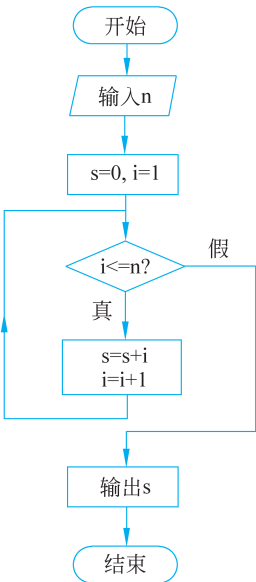 开始
输入n
s=0, i=1
i<=n?
假
真
s=s+i
i=i+1
输出s
结束